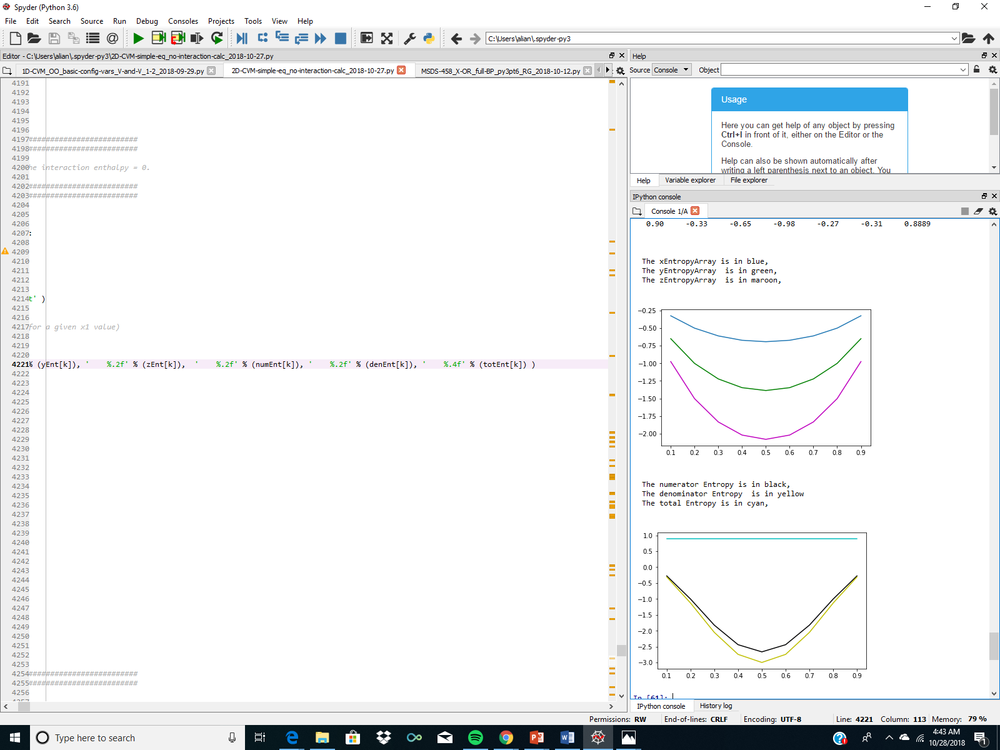 Spyder (Python 3.6)
File Edit Search Source Run Debug Consoles Projects Tools View Help
C:\Users\alian\.spyder-py3
Editor - C:\Users\alian\.spyder-py3\2D-CVM-simple-eq_no-interaction-calc_2018-10-27.py
Help
1D-CVM_OO_basic-config-vars_V-and-V_1-2_2018-09-29.py 2D-CVM-simple-eq_no-interaction-calc_2018-10-27.py MSDS-458_X-OR_full-BP_py3pt6_RG_2018-10-12.py
Source Console Object
Usage
Here you can get help of any object by pressing
Ctrl+I in front of it, either on the Editor or the
Console.
Help can also be shown automatically after
writing a left parenthesis next to an object. You
Help Variable explorer File explorer
IPython console
Console 1/A
4191
4192
4193
4194
4195
4196
4197#########################
4198#########################
4199
4200he interaction enthalpy = 0.
4201
4202#########################
4203#########################
4204
4205
4206
4207:
4208
4209
4210
4211
4212
4213
4214t' )
4215
4216
4217for a given x1 value)
4218
4219
4220
4221% (yEnt[k]), '    %.2f' % (zEnt[k]),  '    %.2f' % (numEnt[k]), '    %.2f' % (denEnt[k]), '    %.4f' % (totEnt[k]) )
4222
4223
4224
4225
4226
4227
4228
4229
4230
4231
4232
4233
4234
4235
4236
4237
4238
4239
4240
4241
4242
4243
4244
4245
4246
4247
4248
4249
4250
4251
4252
4253
4254#########################
4255#########################
4256
0.90 -0.33 -0.65 -0.98 -0.27 -0.31 0.8889
The xEntropyArray is in blue,
The yEntropyArray  is in green,
The zEntropyArray  is in maroon,
−0.25
−0.50
−0.75
−1.00
−1.25
−1.50
−1.75
−2.00
0.1 0.2 0.3 0.4 0.5 0.6 0.7 0.8 0.9
The numerator Entropy is in black,
The denominator Entropy  is in yellow
The total Entropy is in cyan,
1.0
0.5
0.0
−0.5
−1.0
−1.5
−2.0
−2.5
−3.0
0.1 0.2 0.3 0.4 0.5 0.6 0.7 0.8 0.9
In [61]:
IPython console History log
Permissions: RW End-of-lines: CRLF Encoding: UTF-8 Line: 4221 Column: 113 Memory: 79 %
Type here to search
4:43 AM
10/28/2018
1